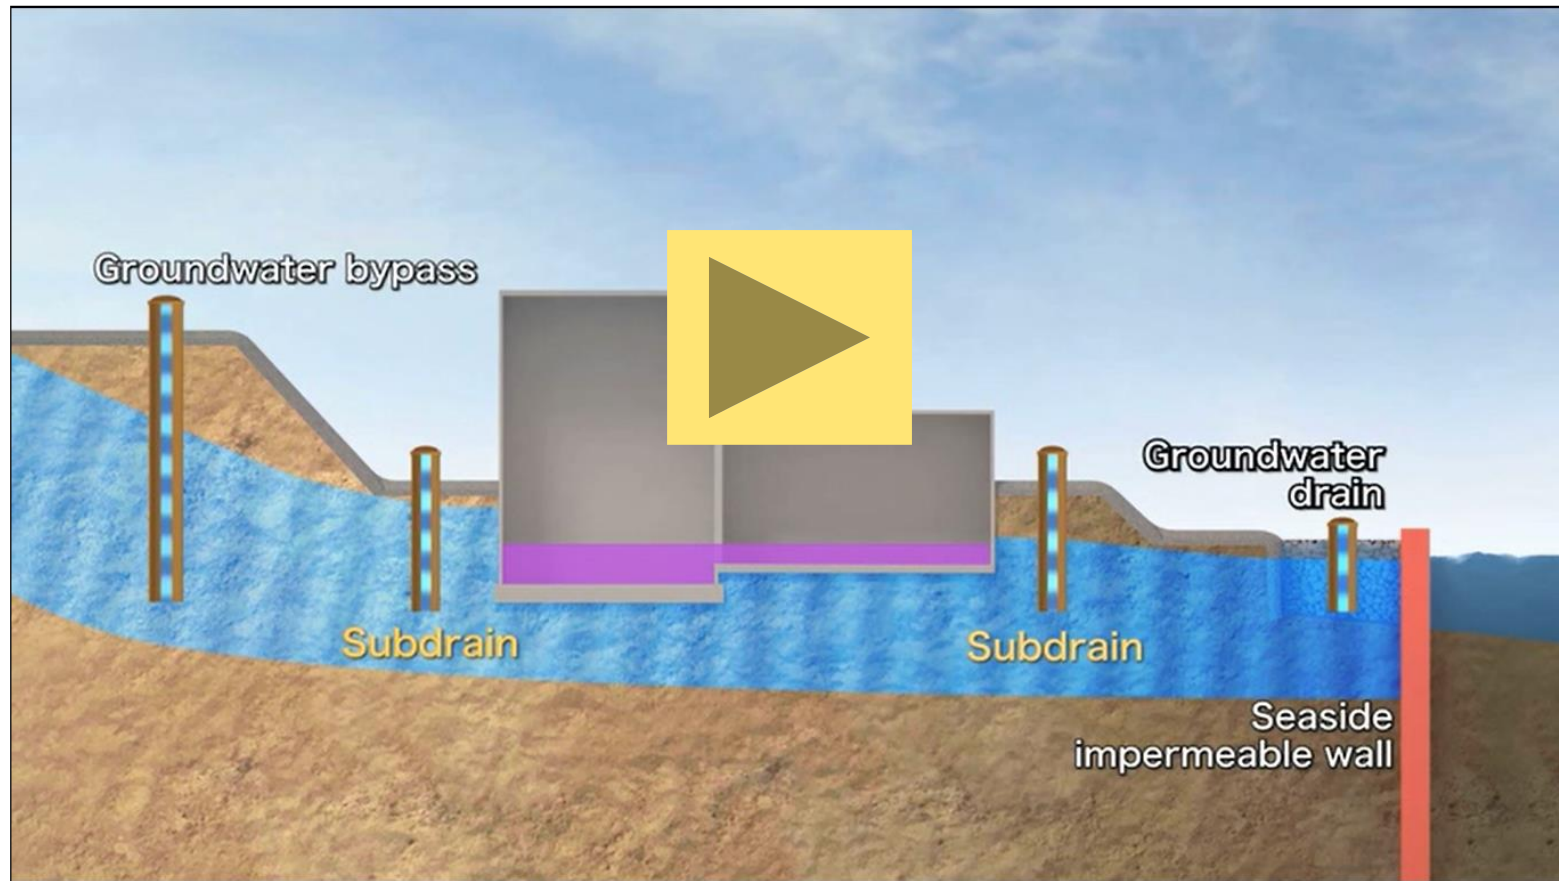 Groundwater bypass
Groundwater
drain
Subdrain
Subdrain
Seaside
impermeable wall